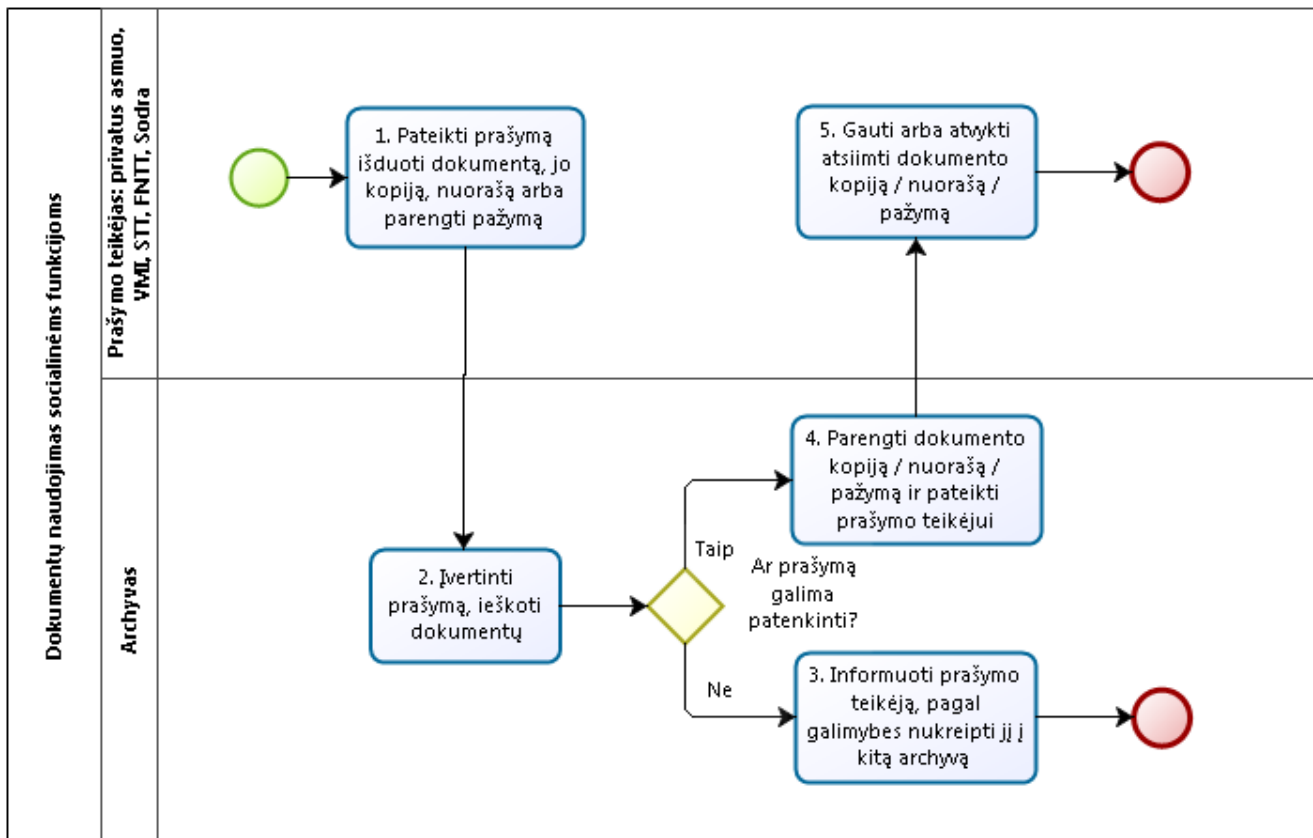 Dokumentų naudojimas socialinėms funkcijoms
Prašymo teikėjas: privatus asmuo,
VMI, STT, FNTT, Sodra
1. Pateikti prašymą
išduoti dokumentą, jo
kopiją, nuorašą arba
parengti pažymą
5. Gauti arba atvykti
atsiimti dokumento
kopiją / nuorašą /
pažymą
Archyvas
2. Įvertinti
prašymą, ieškoti
dokumentų
Taip
Ar prašymą
galima
patenkinti?
Ne
4. Parengti dokumento
kopiją / nuorašą /
pažymą ir pateikti
prašymo teikėjui
3. Informuoti prašymo
teikėją, pagal
galimybes nukreipti jį į
kitą archyvą